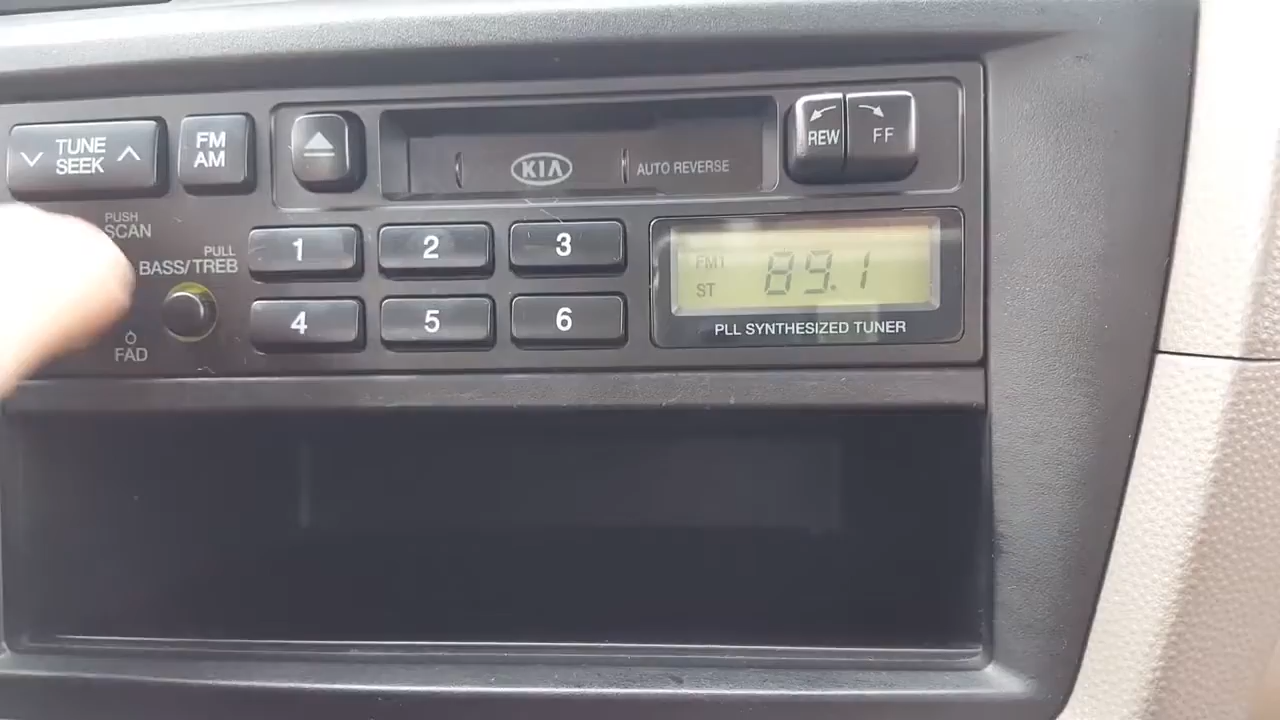 TUNE
SEEK
FM
AM
KIA
AUTO REVERSE
REW
FF
PUSH
SCAN
PULL
BASS/TREB
FAD
1
2
3
4
5
6
FM1
ST
89.1
PLL SYNTHESIZED TUNER